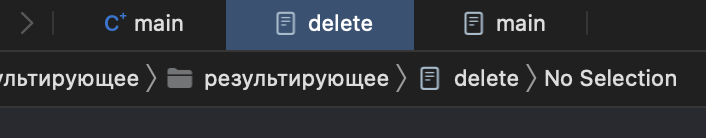 C+ main delete main
ультирующее результирующее delete No Selection